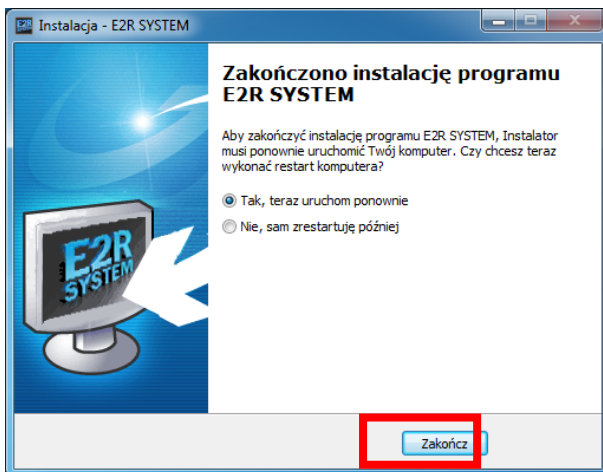 Instalacja - E2R SYSTEM
Zakończono instalację programu
E2R SYSTEM
Aby zakończyć instalację programu E2R SYSTEM, Instalator
musi ponownie uruchomić Twój komputer. Czy chcesz teraz
wykonać restart komputera?
Tak, teraz uruchom ponownie
Nie, sam zrestartuję później
E2R
SYSTEM
Zakończ